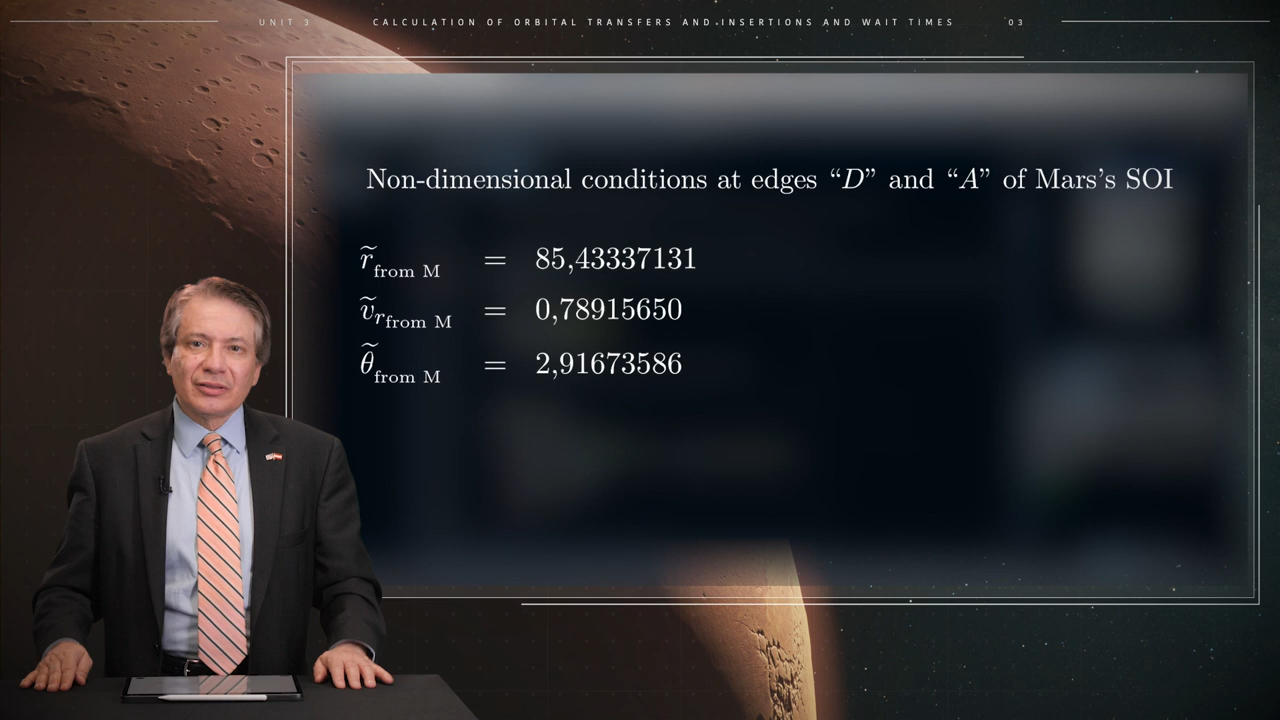 UNIT 3 CALCULATION OF ORBITAL TRANSFERS AND INSERTIONS AND WAIT TIMES 03
Non-dimensional conditions at edges “D” and “A” of Mars’s SOI
r̃ from M = 85,43337131
ṽ r from M = 0,78915650
θ̃ from M = 2,91673586